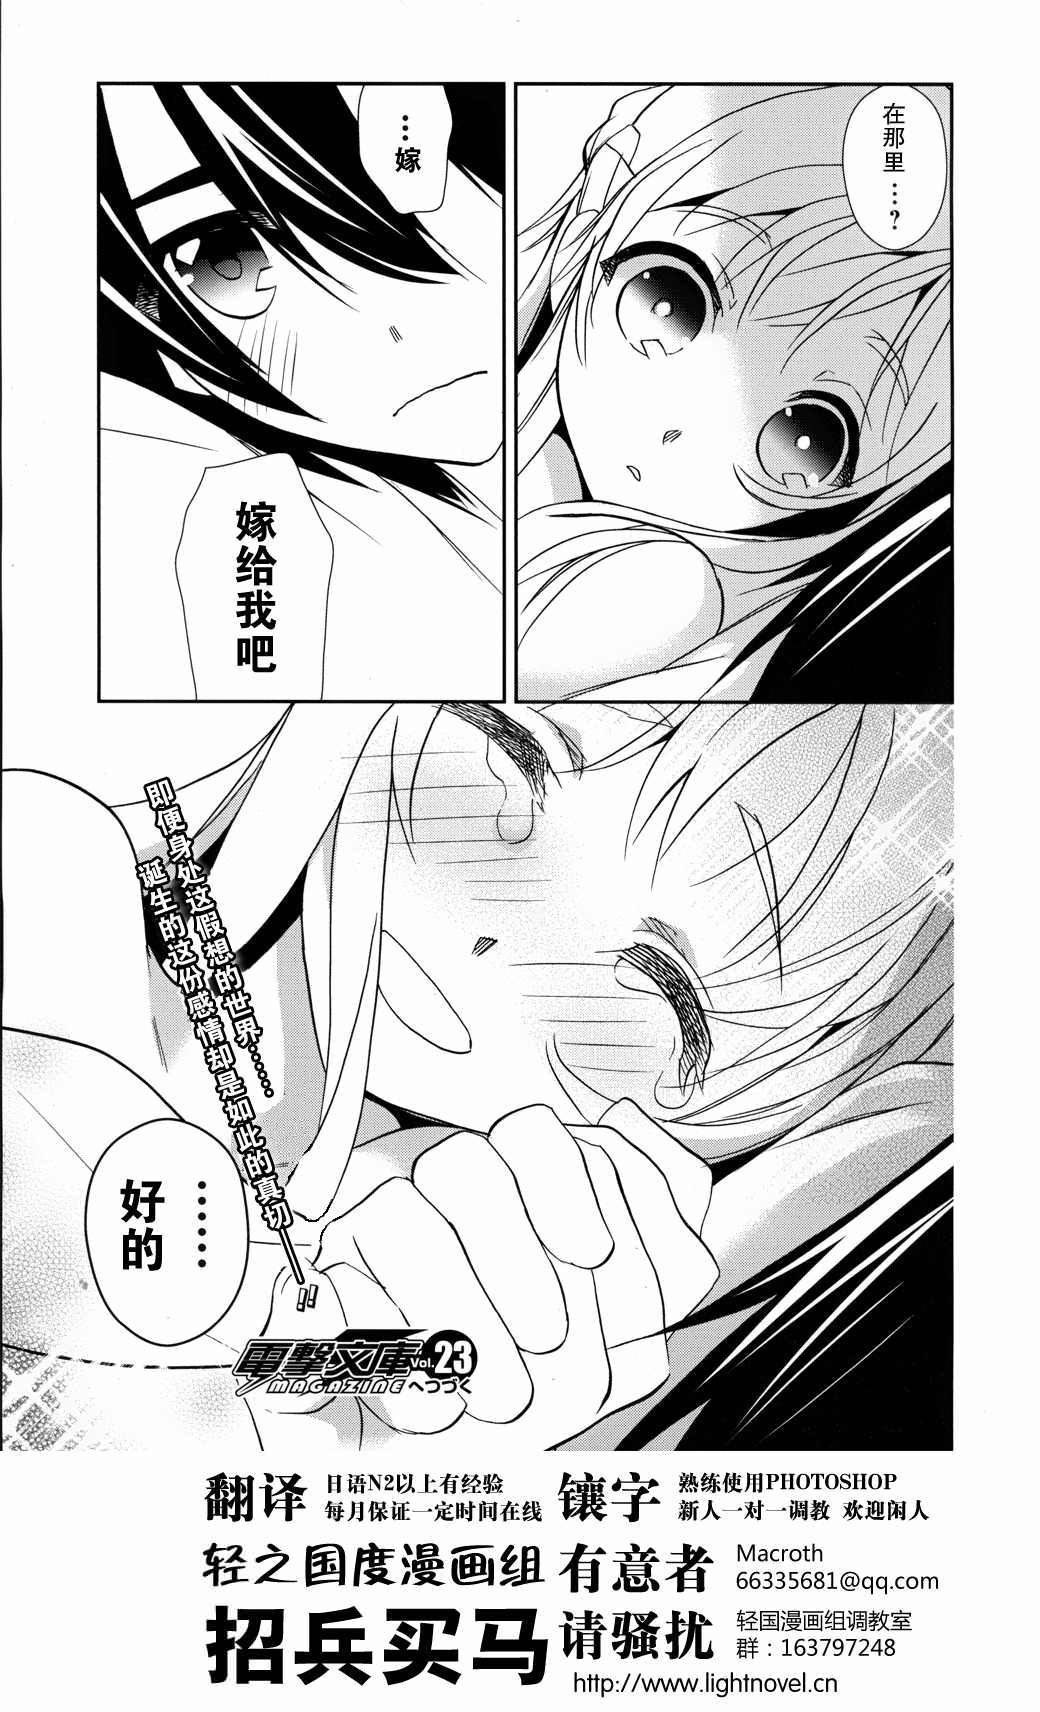 在那里…?
…嫁
嫁给我吧
即便身处这假想的世界……
诞生的这份感情却是如此的真切——!!
……
好的
電撃文庫
MAGAZINE
Vol.23
へつづく
翻译
日语N2以上有经验
每月保证一定时间在线
镶字
熟练使用PHOTOSHOP
新人一对一调教 欢迎闲人
轻之国度漫画组
招兵买马
有意者
请骚扰
Macroth
66335681@qq.com
轻国漫画组调教室
群：163797248
http://www.lightnovel.cn